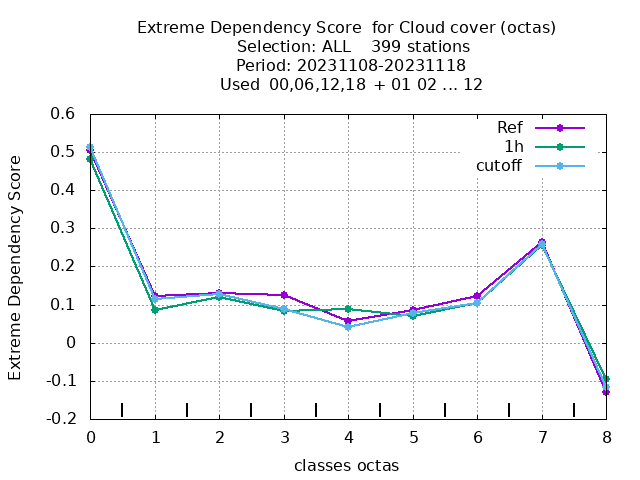 Extreme Dependency Score  for Cloud cover (octas)
Selection: ALL    399 stations
Period: 20231108-20231118
Used  00,06,12,18  + 01 02 ... 12
Ref
1h
cutoff
Extreme Dependency Score
0.6
0.5
0.4
0.3
0.2
0.1
0
-0.1
-0.2
0 1 2 3 4 5 6 7 8
classes octas